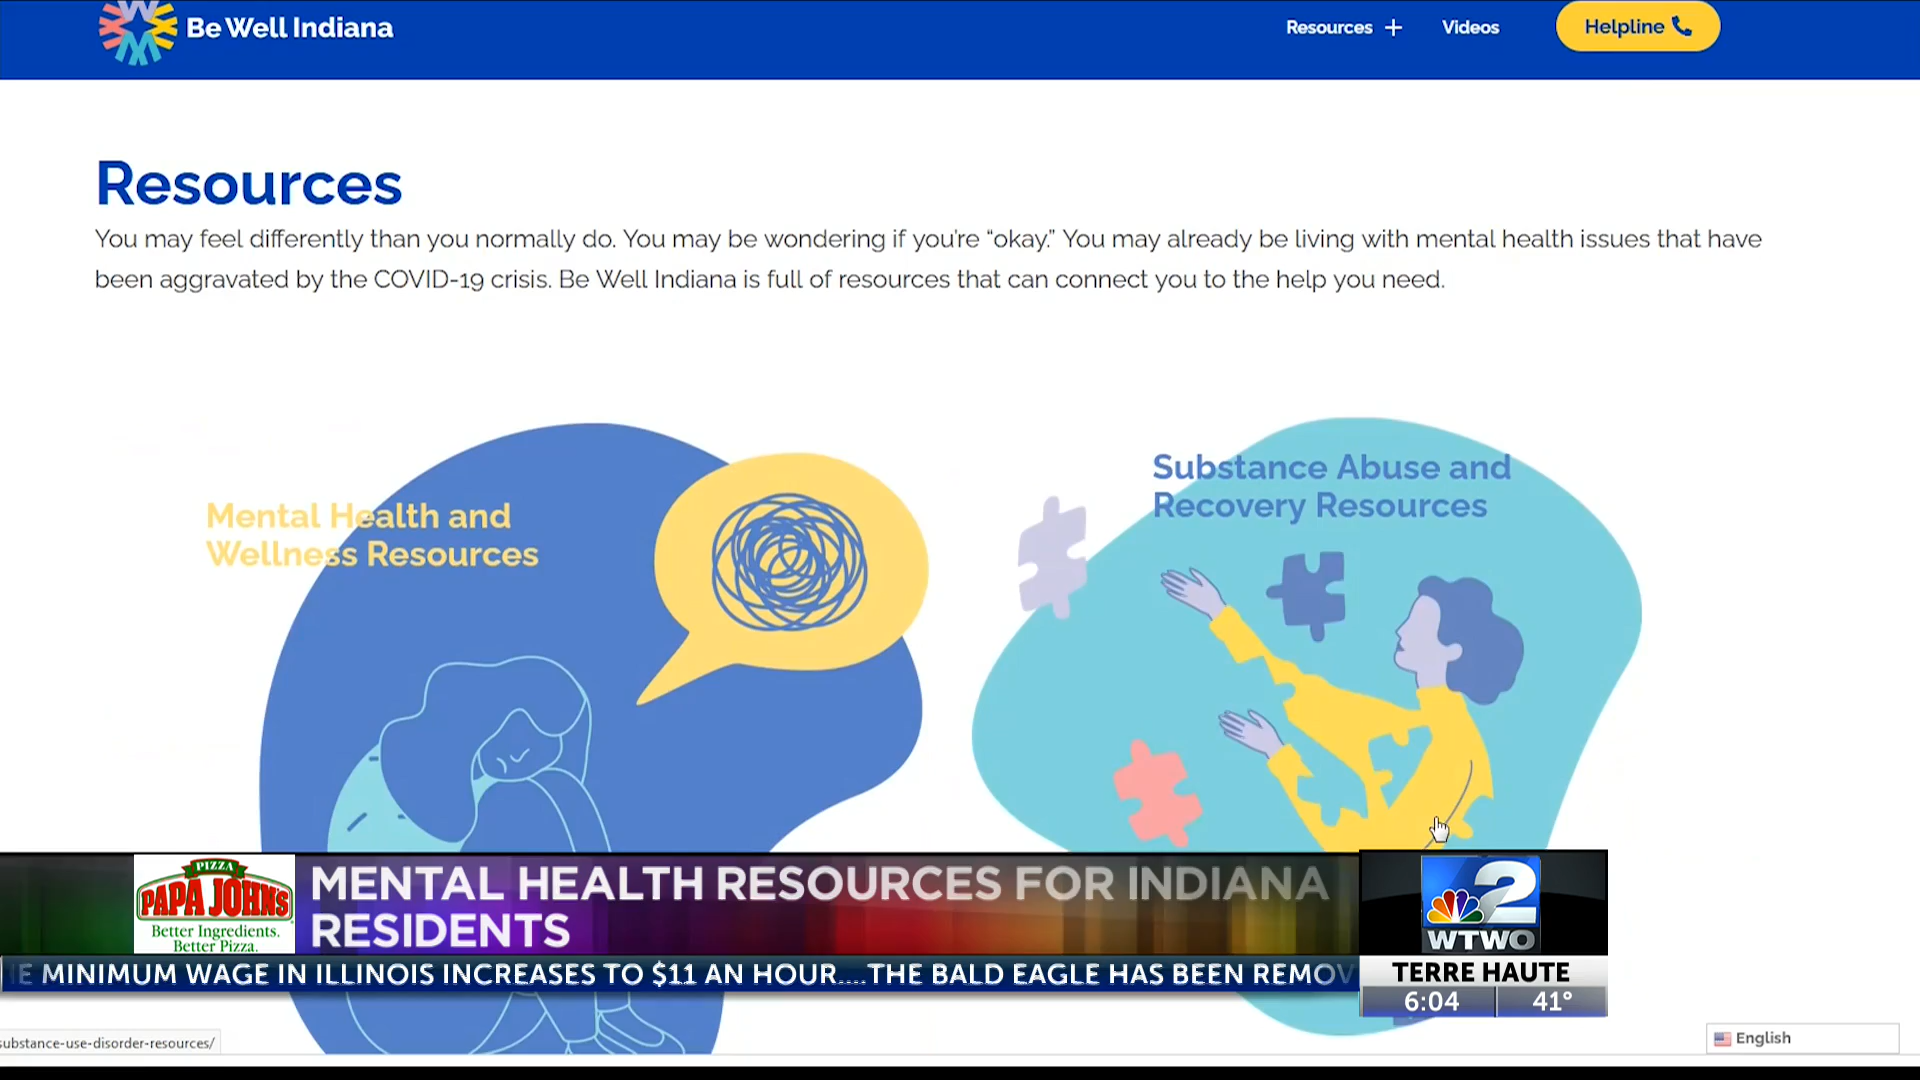 Be Well Indiana
Resources +
Videos
Helpline
Resources
You may feel differently than you normally do. You may be wondering if you're “okay.” You may already be living with mental health issues that have
been aggravated by the COVID-19 crisis. Be Well Indiana is full of resources that can connect you to the help you need.
Mental Health and
Wellness Resources
Substance Abuse and
Recovery Resources
PIZZA
PAPA JOHN'S
Better Ingredients.
Better Pizza.
MENTAL HEALTH RESOURCES FOR INDIANA
RESIDENTS
2
WTWO
E MINIMUM WAGE IN ILLINOIS INCREASES TO $11 AN HOUR....THE BALD EAGLE HAS BEEN REMOV
TERRE HAUTE
6:04
41°
substance-use-disorder-resources/
English